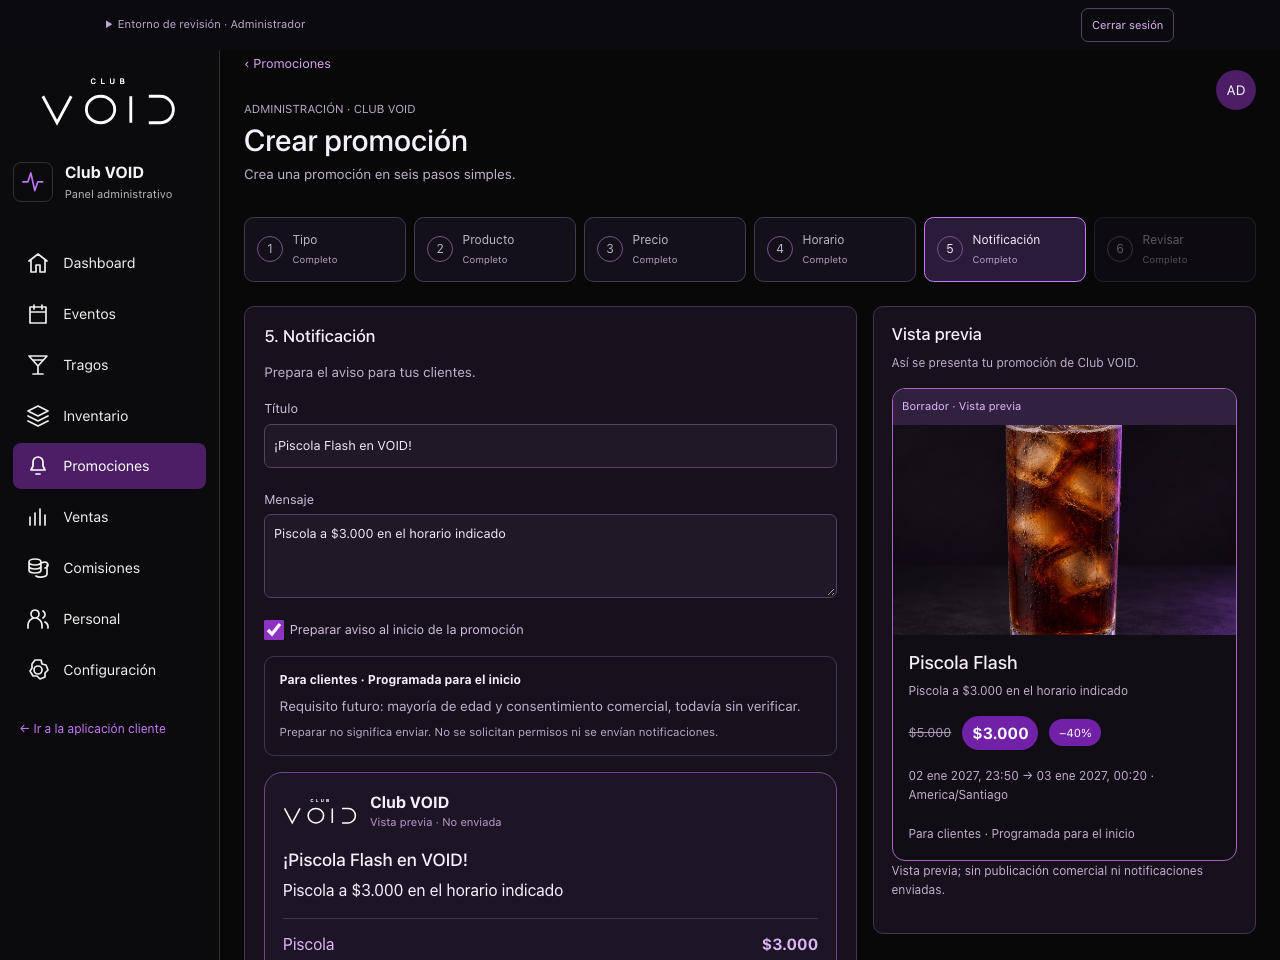 ▶ Entorno de revisión · Administrador
Cerrar sesión
CLUB
VOID
Club VOID
Panel administrativo
Dashboard
Eventos
Tragos
Inventario
Promociones
Ventas
Comisiones
Personal
Configuración
← Ir a la aplicación cliente
‹ Promociones
AD
ADMINISTRACIÓN · CLUB VOID
Crear promoción
Crea una promoción en seis pasos simples.
1
Tipo
Completo
2
Producto
Completo
3
Precio
Completo
4
Horario
Completo
5
Notificación
Completo
6
Revisar
Completo
5. Notificación
Prepara el aviso para tus clientes.
Título
¡Piscola Flash en VOID!
Mensaje
Piscola a $3.000 en el horario indicado
Preparar aviso al inicio de la promoción
Para clientes · Programada para el inicio
Requisito futuro: mayoría de edad y consentimiento comercial, todavía sin verificar.
Preparar no significa enviar. No se solicitan permisos ni se envían notificaciones.
CLUB
VOID
Club VOID
Vista previa · No enviada
¡Piscola Flash en VOID!
Piscola a $3.000 en el horario indicado
Piscola
$3.000
Vista previa
Así se presenta tu promoción de Club VOID.
Borrador · Vista previa
Piscola Flash
Piscola a $3.000 en el horario indicado
$5.000
$3.000
−40%
02 ene 2027, 23:50 → 03 ene 2027, 00:20 ·
America/Santiago
Para clientes · Programada para el inicio
Vista previa; sin publicación comercial ni notificaciones
enviadas.